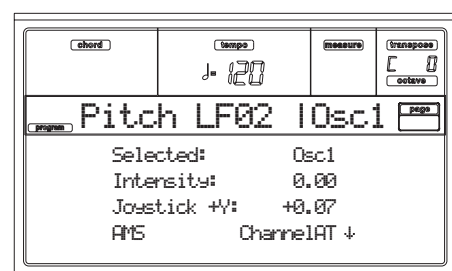 chord tempo measure transpose
♩= 120 C 0
octave
program Pitch LFO2 |Osc1 page
Selected: Osc1
Intensity: 0.00
Joystick +Y: +0.07
AMS ChannelAT ↓